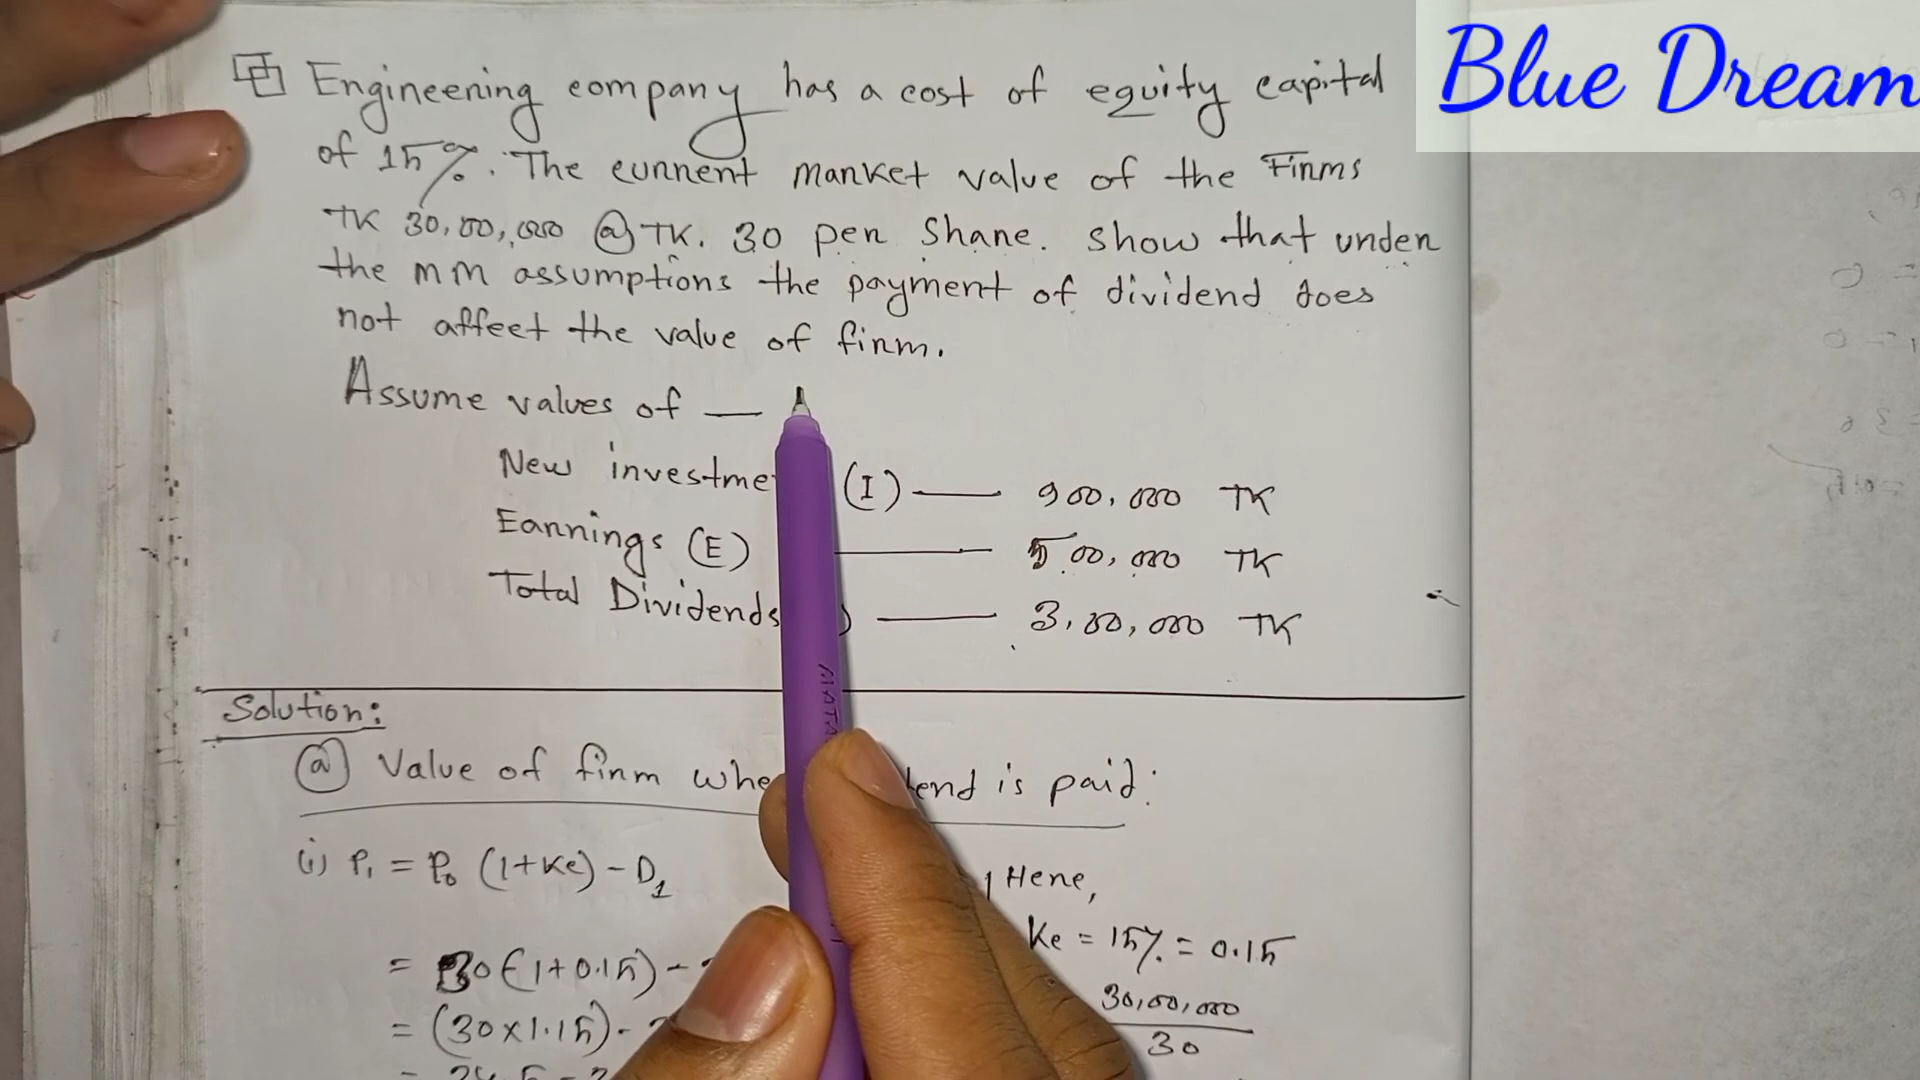 Blue Dream
Engineering company has a cost of equity capital
of 15%. The current market value of the Firms
TK 30,00,000 @ TK. 30 per Share. show that under
the MM assumptions the payment of dividend does
not affect the value of firm.
Assume values of —
New investme (I) — 900,000 TK
Earnings (E) — 500,000 TK
Total Dividends ) — 3,00,000 TK
Solution:
(a) Value of firm whe end is paid:
(i) P₁ = P₀ (1+Ke) - D₁
= 30 (1+0.15) -
= (30×1.15) -
Here,
Ke = 15% = 0.15
30,00,000
30